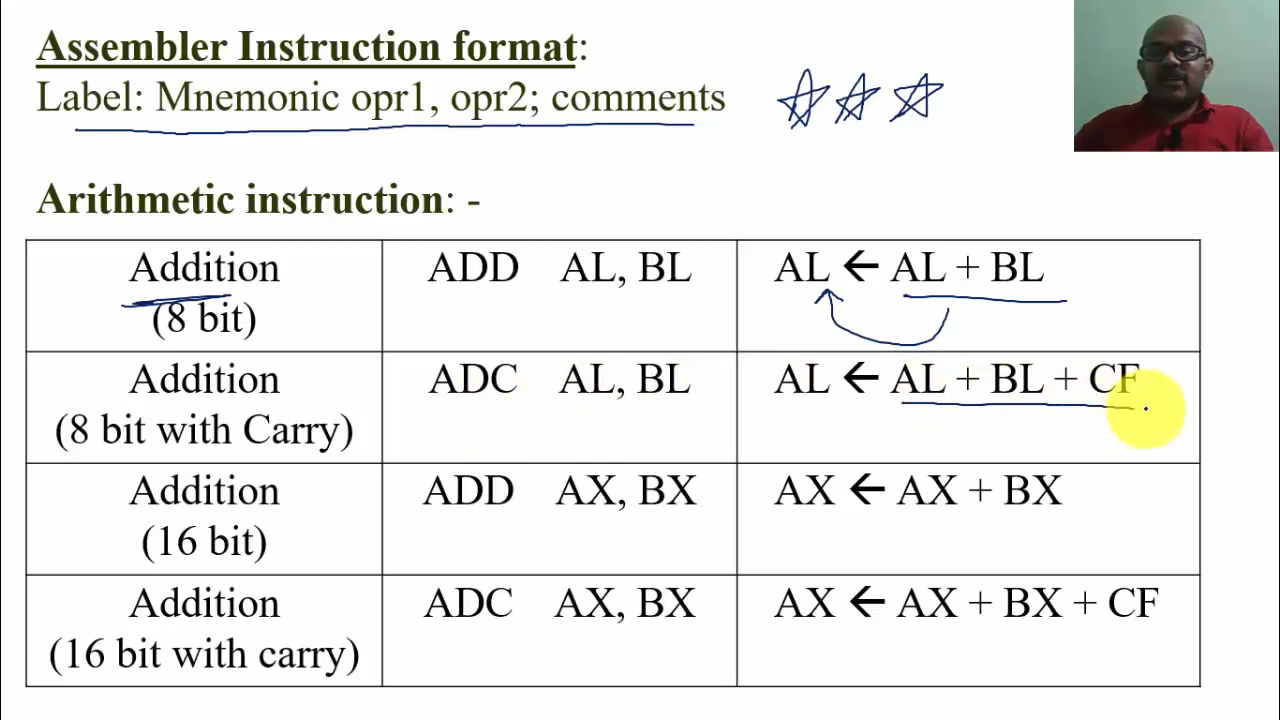 Assembler Instruction format:
Label: Mnemonic opr1, opr2; comments
Arithmetic instruction: -
Addition
(8 bit)
ADD AL, BL
AL 🡨 AL + BL
Addition
(8 bit with Carry)
ADC AL, BL
AL 🡨 AL + BL + CF
Addition
(16 bit)
ADD AX, BX
AX 🡨 AX + BX
Addition
(16 bit with carry)
ADC AX, BX
AX 🡨 AX + BX + CF